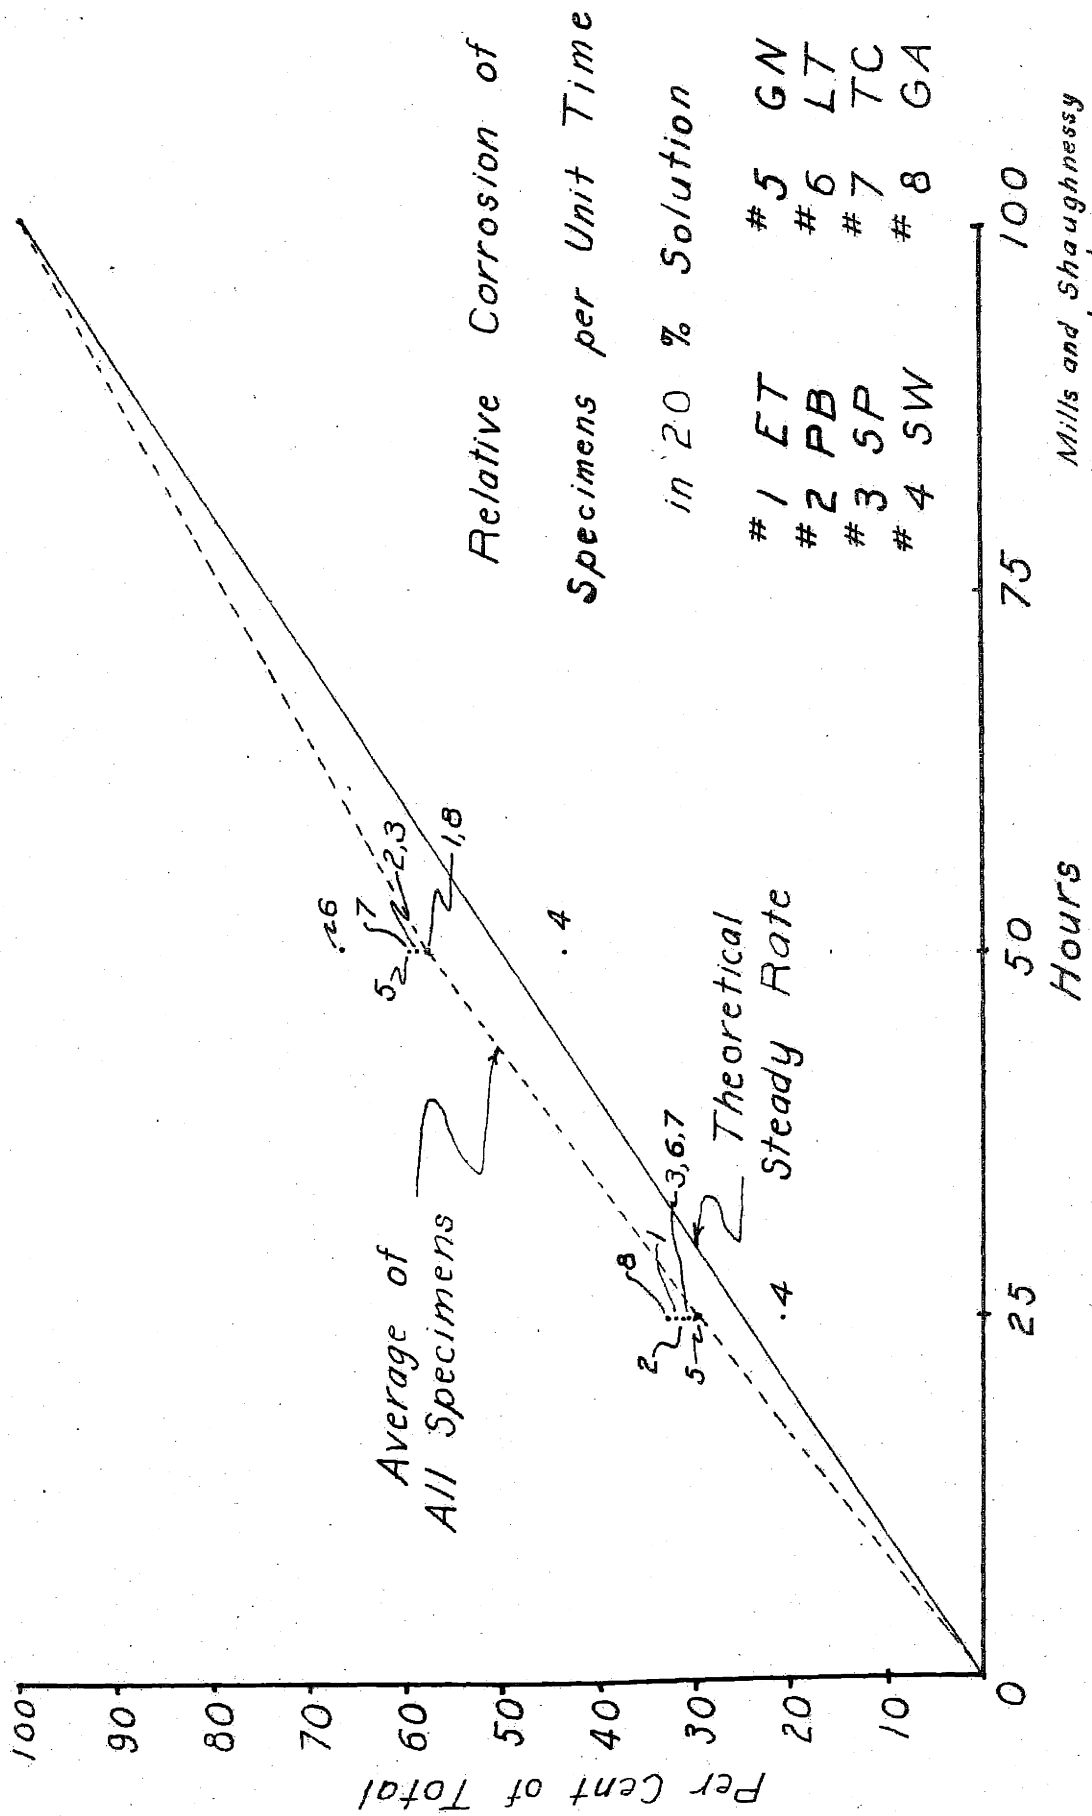 Relative Corrosion of
Specimens per Unit Time
in 20 % Solution
#1 ET #5 GN
#2 PB #6 LT
#3 SP #7 TC
#4 SW #8 GA
Per Cent of Total
100
90
80
70
60
50
40
30
20
10
0
25
50
75
100
Hours
Average of
All Specimens
Theoretical
Steady Rate
8
1
2
3,6,7
5
4
6
7
5
2,3
1,8
4
Mills and Shaughnessy